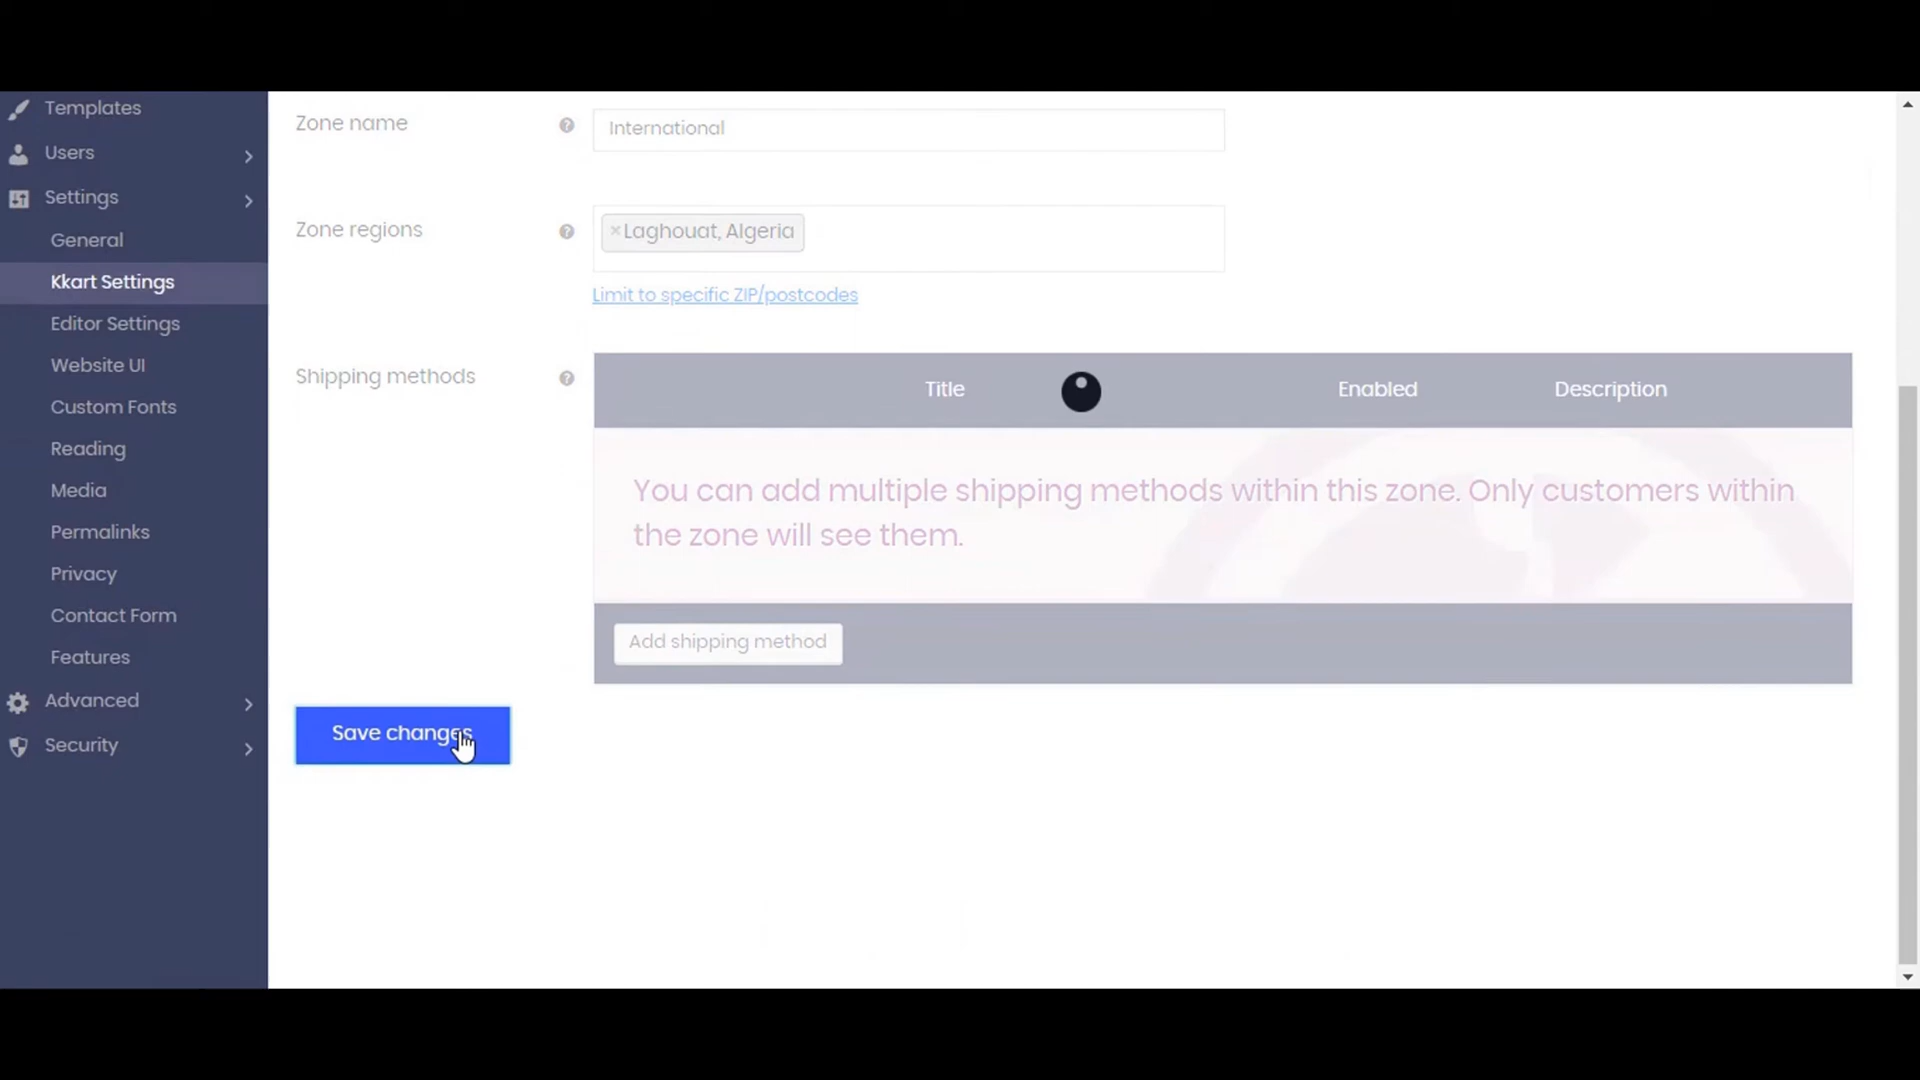 Templates
Users
Settings
General
Kkart Settings
Editor Settings
Website UI
Custom Fonts
Reading
Media
Permalinks
Privacy
Contact Form
Features
Advanced
Security
Zone name
International
Zone regions
×Laghouat, Algeria
Limit to specific ZIP/postcodes
Shipping methods
Title Enabled Description
You can add multiple shipping methods within this zone. Only customers within
the zone will see them.
Add shipping method
Save changes